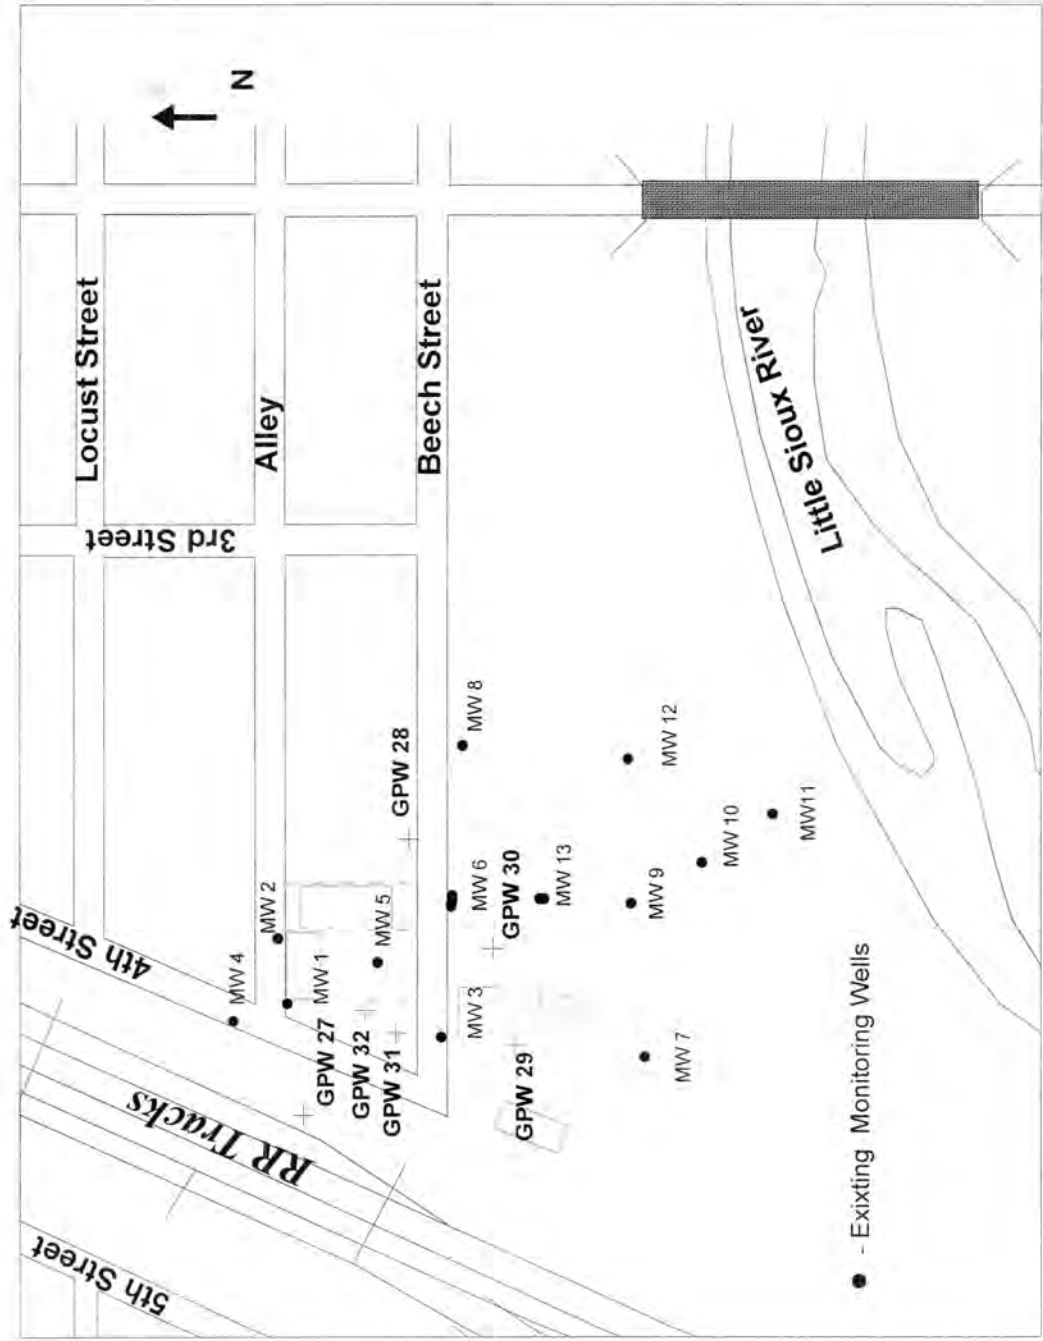 5th Street
4th Street
Locust Street
3rd Street
RR Tracks
MW 4
N
MW 2
Alley
GPW 27
MW 1
GPW 32
MW 5
GPW 31
GPW 28
Beech Street
MW 3
MW 6
MW 8
GPW 29
GPW 30
MW 13
MW 9
MW 12
MW 7
MW 10
MW11
Little Sioux River
- Exixting Monitoring Wells